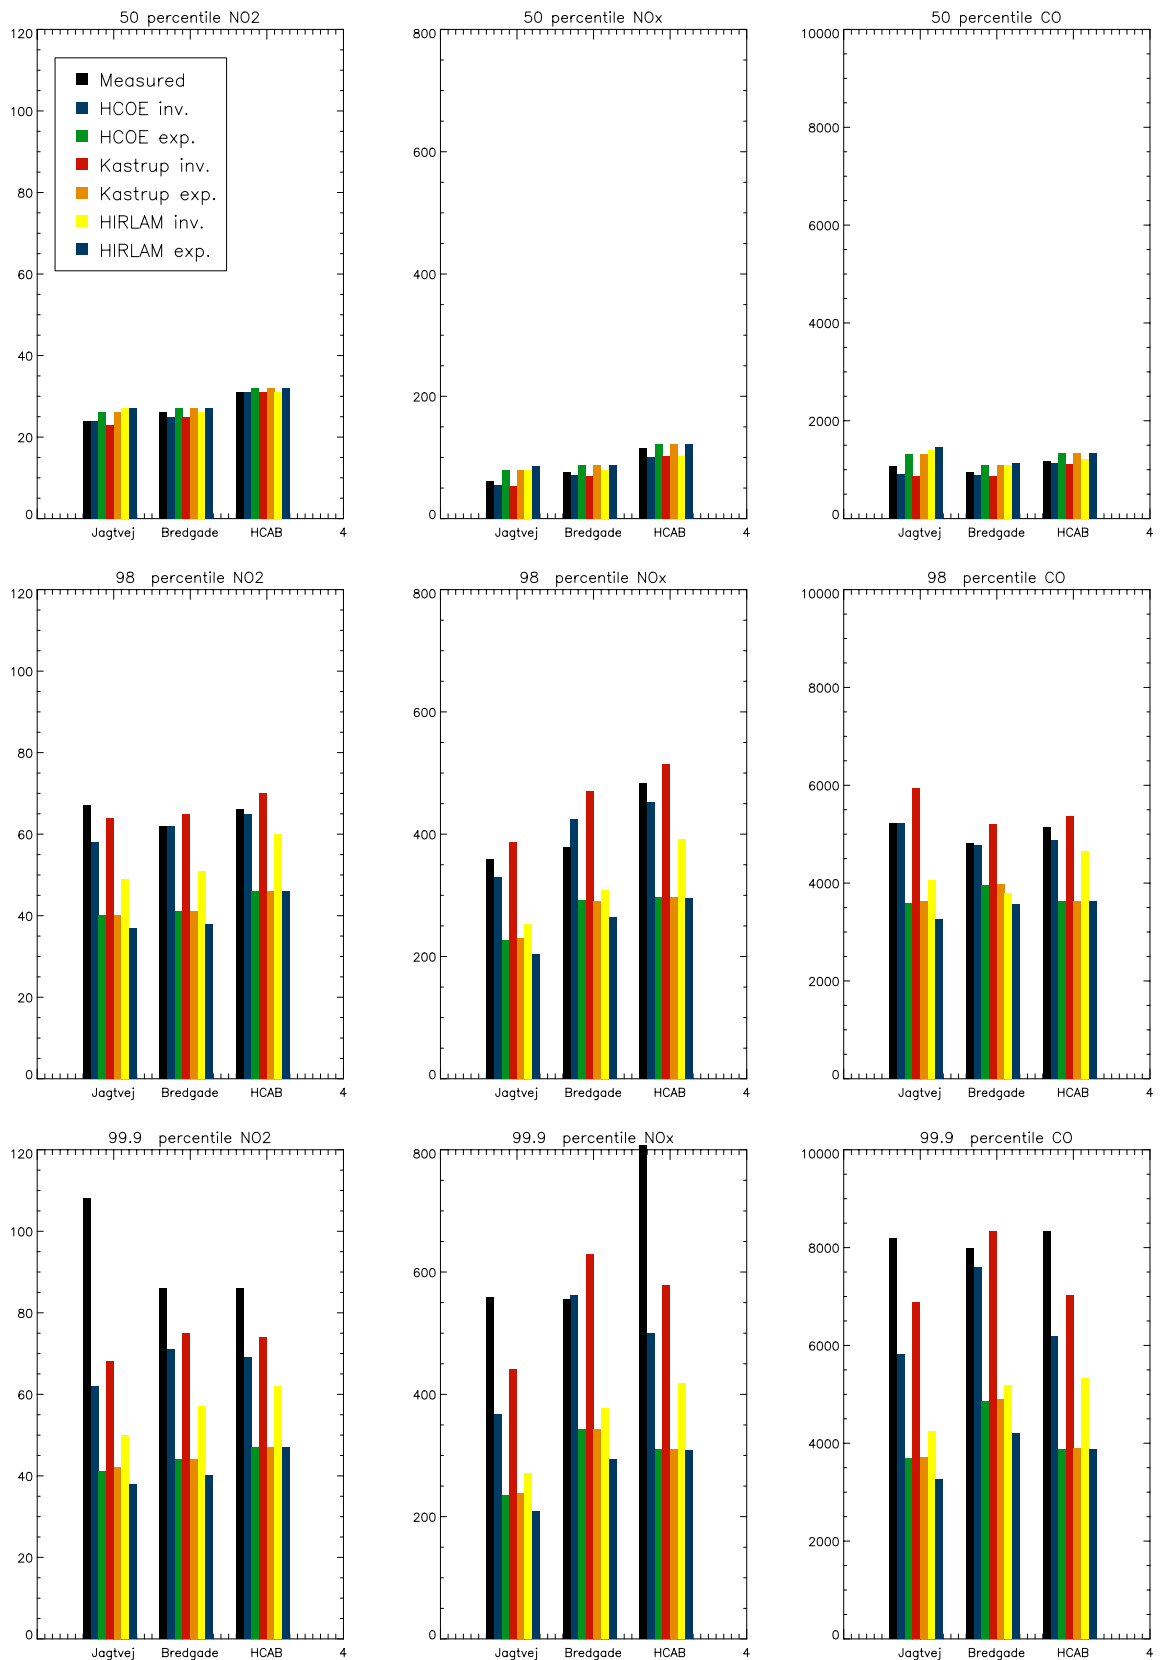 50 percentile NO2
50 percentile NOx
50 percentile CO
120
100
80
60
40
20
0
Measured
HCOE inv.
HCOE exp.
Kastrup inv.
Kastrup exp.
HIRLAM inv.
HIRLAM exp.
Jagtvej Bredgade HCAB 4
800
600
400
200
0
Jagtvej Bredgade HCAB 4
10000
8000
6000
4000
2000
0
Jagtvej Bredgade HCAB 4
98 percentile NO2
98 percentile NOx
98 percentile CO
120
100
80
60
40
20
0
Jagtvej Bredgade HCAB 4
800
600
400
200
0
Jagtvej Bredgade HCAB 4
10000
8000
6000
4000
2000
0
Jagtvej Bredgade HCAB 4
99.9 percentile NO2
99.9 percentile NOx
99.9 percentile CO
120
100
80
60
40
20
0
Jagtvej Bredgade HCAB 4
800
600
400
200
0
Jagtvej Bredgade HCAB 4
10000
8000
6000
4000
2000
0
Jagtvej Bredgade HCAB 4